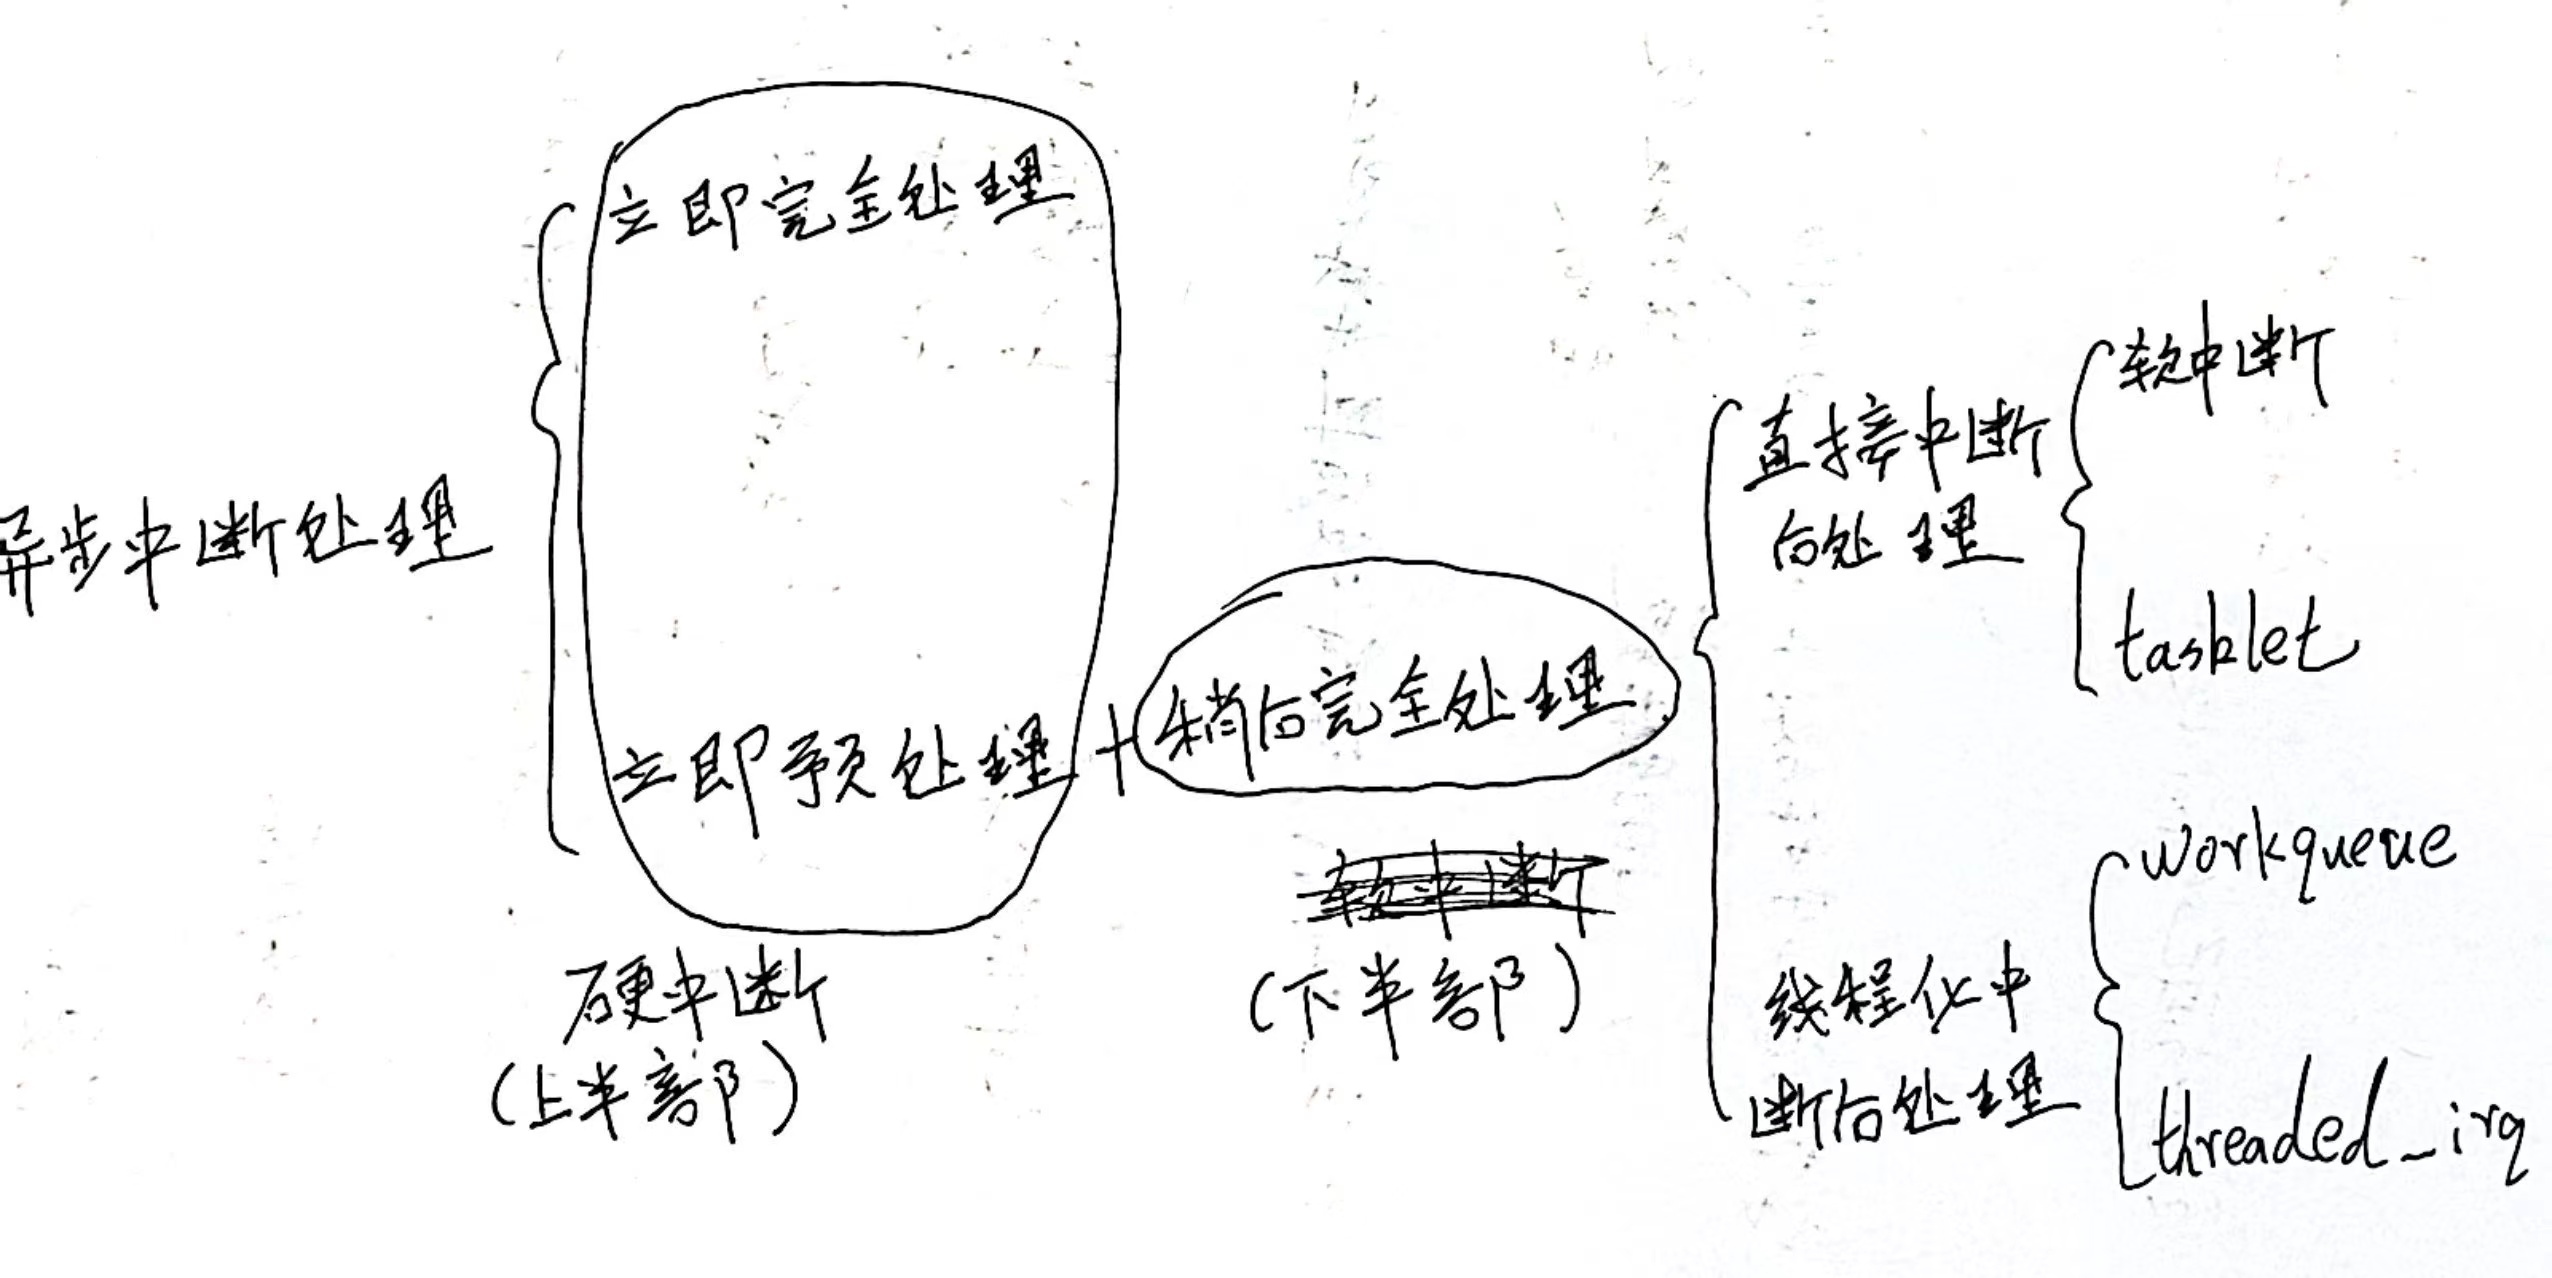 立即完全处理
异步中断处理
立即预处理 + 稍后完全处理
软中断
硬中断
(上半部)
(下半部)
直接中断
后处理
软中断
tasklet
线程化中
断后处理
workqueue
threaded_irq